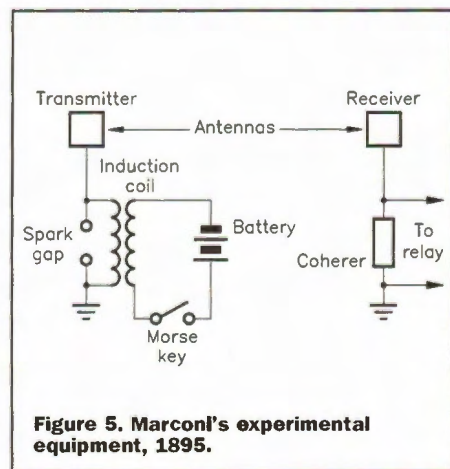 Transmitter
Receiver
Antennas
Induction
coil
Spark
gap
Battery
Morse
key
Coherer
To
relay
Figure 5. Marconi's experimental
equipment, 1895.